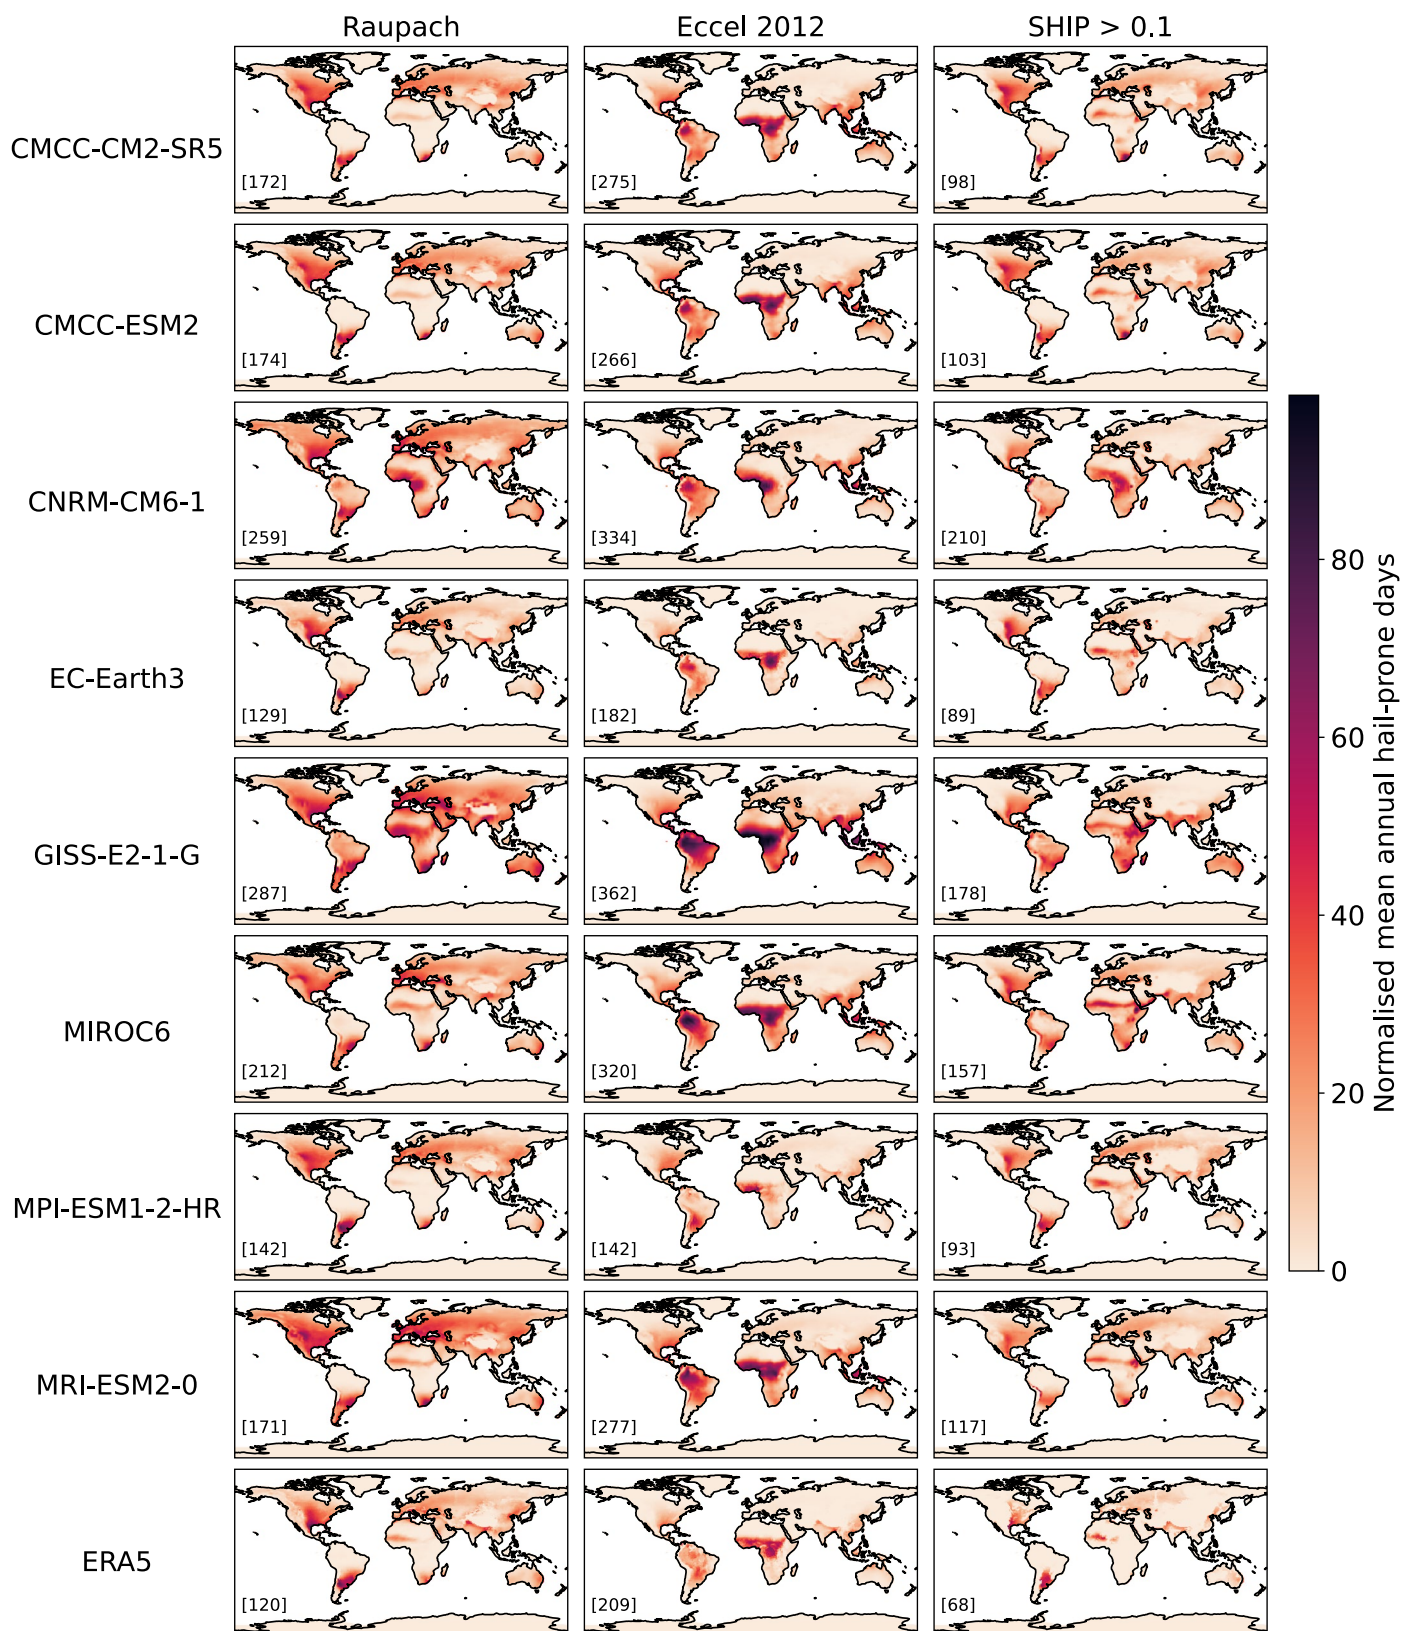 Raupach Eccel 2012 SHIP > 0.1
CMCC-CM2-SR5 [172] [275] [98]
CMCC-ESM2 [174] [266] [103]
CNRM-CM6-1 [259] [334] [210]
EC-Earth3 [129] [182] [89]
GISS-E2-1-G [287] [362] [178]
MIROC6 [212] [320] [157]
MPI-ESM1-2-HR [142] [142] [93]
MRI-ESM2-0 [171] [277] [117]
ERA5 [120] [209] [68]
80
60
40
20
0
Normalised mean annual hail-prone days